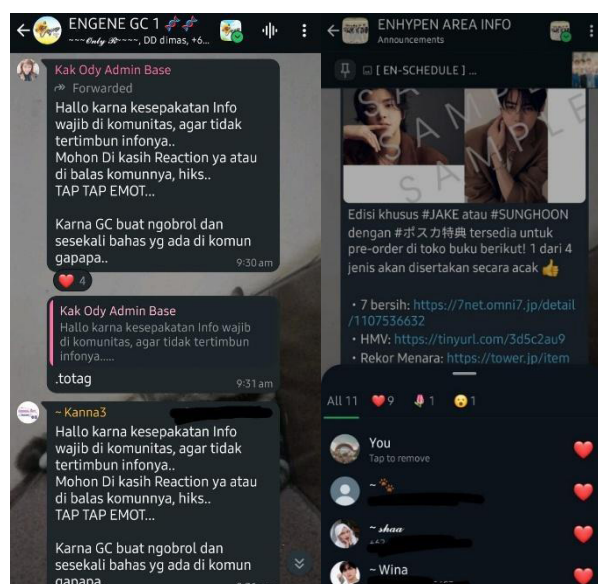 ENGENE GC 1 🧬🧬
~~~Only ℛ~~~~, DD dimas, +6...
Kak Ody Admin Base
Forwarded
Hallo karna kesepakatan Info
wajib di komunitas, agar tidak
tertimbun infonya..
Mohon Di kasih Reaction ya atau
di balas komunnya, hiks..
TAP TAP EMOT...
Karna GC buat ngobrol dan
sesekali bahas yg ada di komun
gapapa..
9:30 am
❤️ 4
Kak Ody Admin Base
Hallo karna kesepakatan Info wajib
di komunitas, agar tidak tertimbun
infonya.....
.totag
9:31 am
~ Kanna3
Hallo karna kesepakatan Info
wajib di komunitas, agar tidak
tertimbun infonya..
Mohon Di kasih Reaction ya atau
di balas komunnya, hiks..
TAP TAP EMOT...
Karna GC buat ngobrol dan
sesekali bahas yg ada di komun
gapapa
ENHYPEN AREA INFO
Announcements
[ EN-SCHEDULE ] ...
SAMPLE
SAMPLE
Edisi khusus #JAKE atau #SUNGHOON
dengan #ポスカ特典 tersedia untuk
pre-order di toko buku berikut! 1 dari 4
jenis akan disertakan secara acak 👍
• 7 bersih: https://7net.omni7.jp/detail
/1107536632
• HMV: https://tinyurl.com/3d5c2au9
• Rekor Menara: https://tower.jp/item
All 11 ❤️ 9 🌷 1 😮 1
You
Tap to remove
~ 🐾
~ shaa
~ Wina